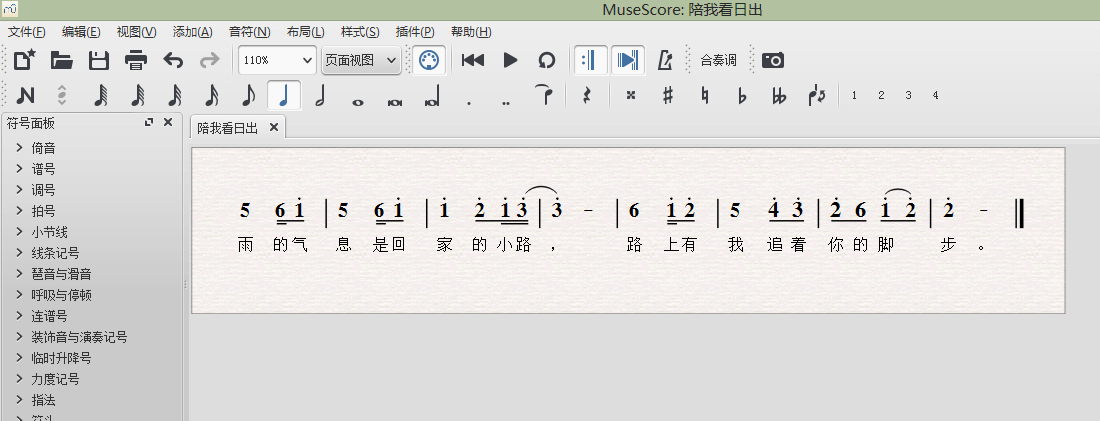 MuseScore: 陪我看日出
文件(F) 编辑(E) 视图(V) 添加(A) 音符(N) 布局(L) 样式(S) 插件(P) 帮助(H)
110% 页面视图 合奏调
1 2 3 4
符号面板
陪我看日出
倚音
谱号
调号
拍号
小节线
线条记号
琶音与滑音
呼吸与停顿
连谱号
装饰音与演奏记号
临时升降号
力度记号
指法
符头
5 6 1 | 5 6 1 | 1 2 1 3 | 3 – | 6 1 2 | 5 4 3 | 2 6 1 2 | 2 – ‖
雨 的气 息 是回 家 的 小路 , 路 上有 我 追着 你的脚 步 。